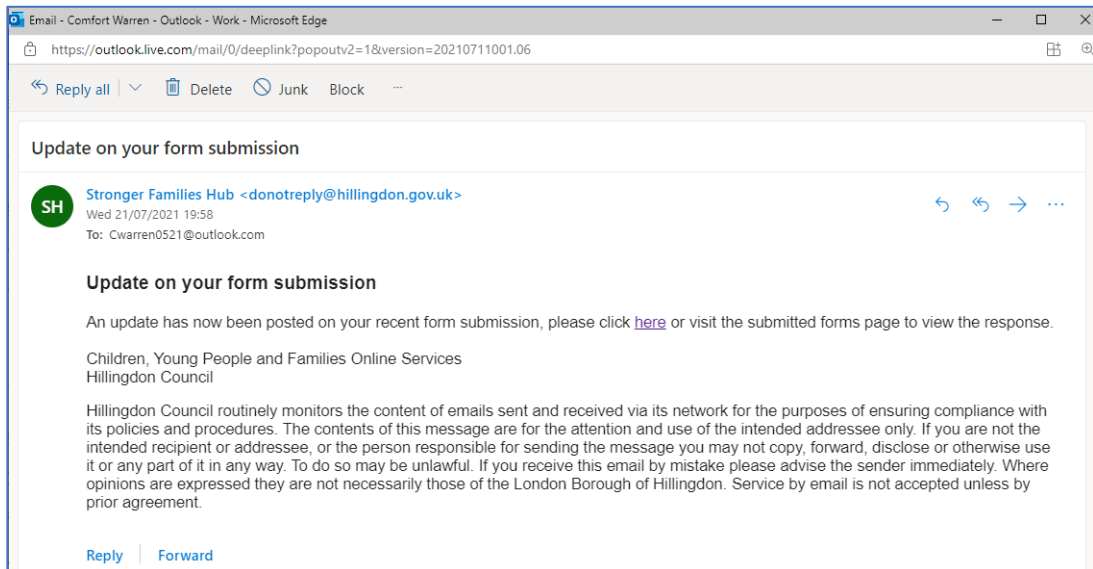 Email - Comfort Warren - Outlook - Work - Microsoft Edge
https://outlook.live.com/mail/0/deeplink?popoutv2=1&version=20210711001.06
Reply all Delete Junk Block ...
Update on your form submission
SH
Stronger Families Hub <donotreply@hillingdon.gov.uk>
Wed 21/07/2021 19:58
To: Cwarren0521@outlook.com
Update on your form submission
An update has now been posted on your recent form submission, please click here or visit the submitted forms page to view the response.
Children, Young People and Families Online Services
Hillingdon Council
Hillingdon Council routinely monitors the content of emails sent and received via its network for the purposes of ensuring compliance with
its policies and procedures. The contents of this message are for the attention and use of the intended addressee only. If you are not the
intended recipient or addressee, or the person responsible for sending the message you may not copy, forward, disclose or otherwise use
it or any part of it in any way. To do so may be unlawful. If you receive this email by mistake please advise the sender immediately. Where
opinions are expressed they are not necessarily those of the London Borough of Hillingdon. Service by email is not accepted unless by
prior agreement.
Reply Forward